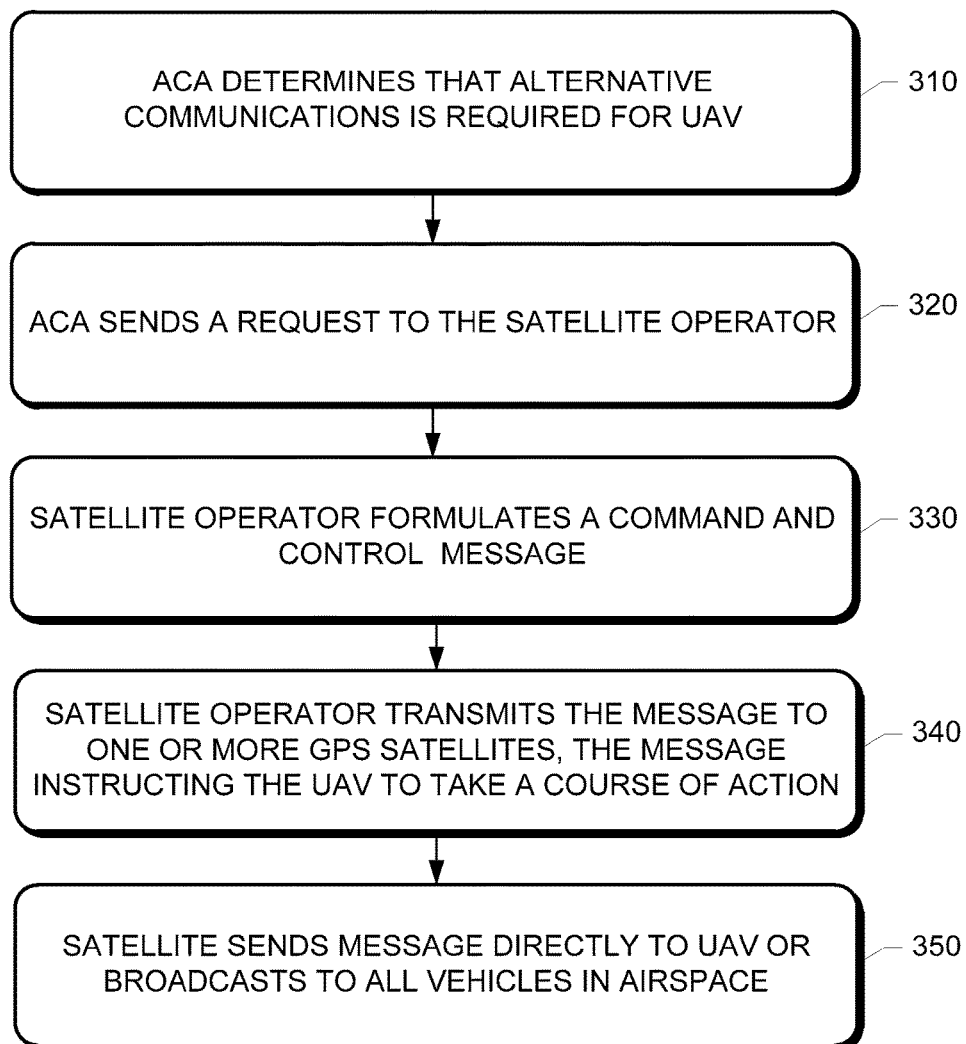 ACA DETERMINES THAT ALTERNATIVE
COMMUNICATIONS IS REQUIRED FOR UAV
310
ACA SENDS A REQUEST TO THE SATELLITE OPERATOR
320
SATELLITE OPERATOR FORMULATES A COMMAND AND
CONTROL MESSAGE
330
SATELLITE OPERATOR TRANSMITS THE MESSAGE TO
ONE OR MORE GPS SATELLITES, THE MESSAGE
INSTRUCTING THE UAV TO TAKE A COURSE OF ACTION
340
SATELLITE SENDS MESSAGE DIRECTLY TO UAV OR
BROADCASTS TO ALL VEHICLES IN AIRSPACE
350